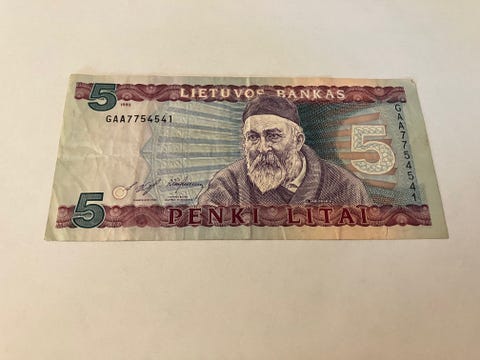 5 LIETUVOS BANKAS
1993
GAA7754541
GAA7754541
5
5 PENKI LITAI